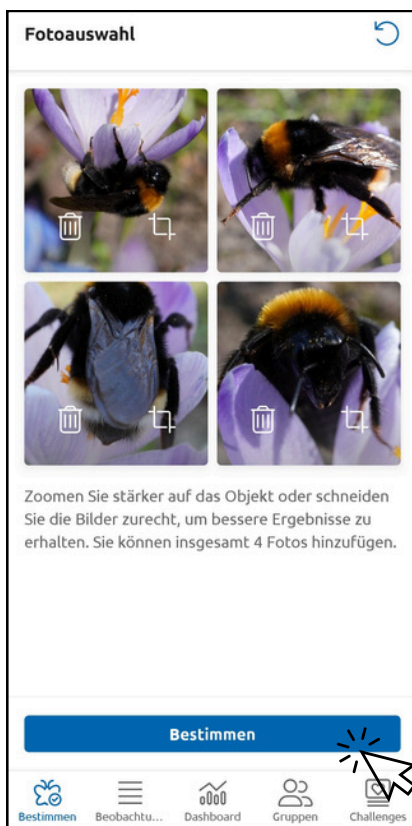 Fotoauswahl
Zoomen Sie stärker auf das Objekt oder schneiden
Sie die Bilder zurecht, um bessere Ergebnisse zu
erhalten. Sie können insgesamt 4 Fotos hinzufügen.
Bestimmen
Bestimmen Beobachtu... Dashboard Gruppen Challenges